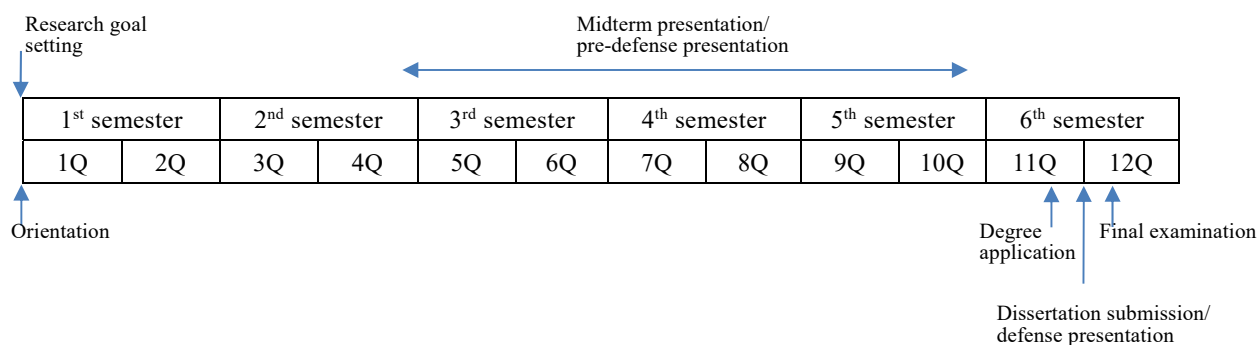 Research goal
setting
Midterm presentation/
pre-defense presentation
1st semester 2nd semester 3rd semester 4th semester 5th semester 6th semester
1Q 2Q 3Q 4Q 5Q 6Q 7Q 8Q 9Q 10Q 11Q 12Q
Orientation
Degree
application
Final examination
Dissertation submission/
defense presentation